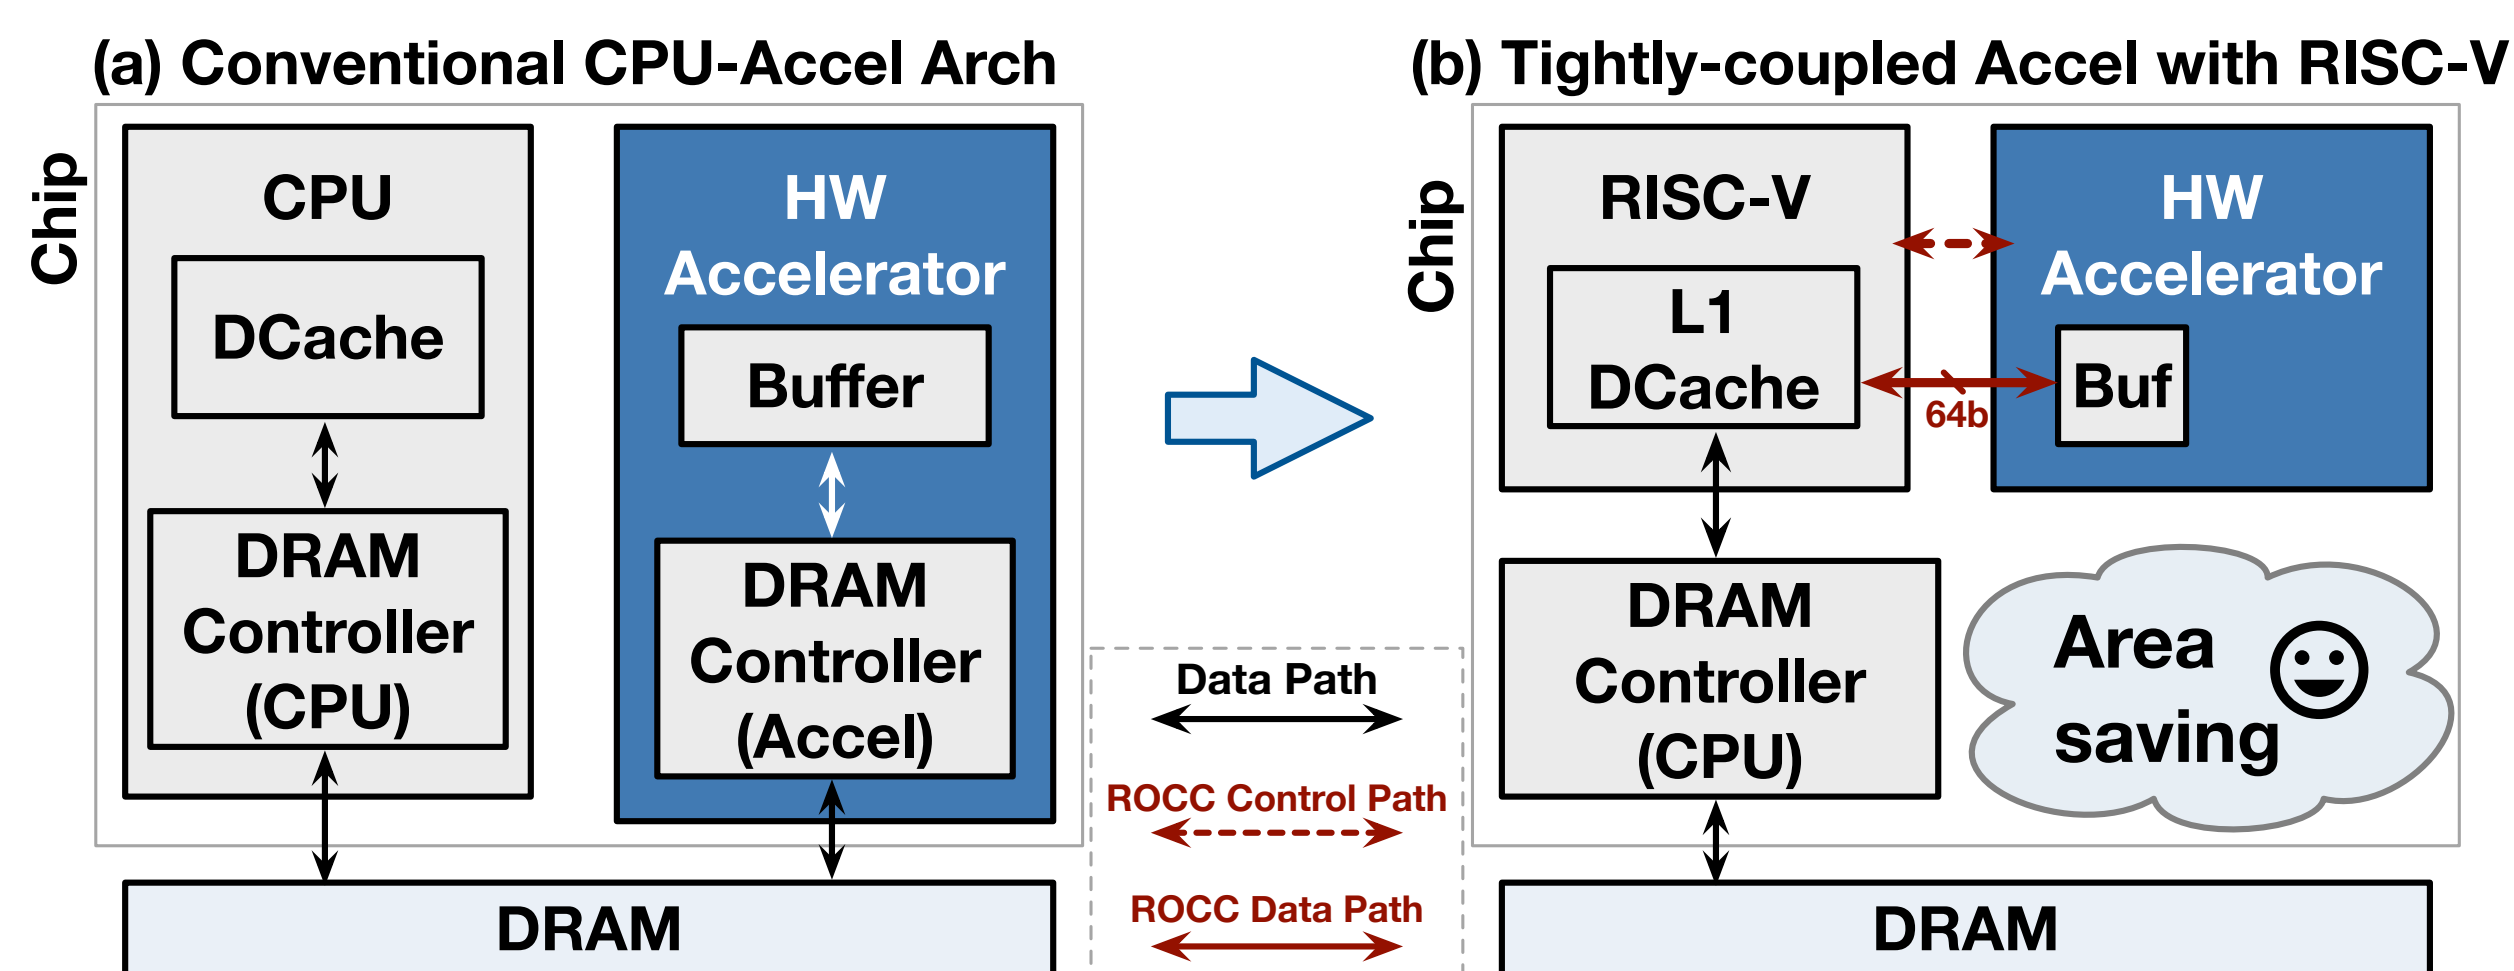 (a) Conventional CPU-Accel Arch
Chip
CPU
DCache
DRAM
Controller
(CPU)
HW
Accelerator
Buffer
DRAM
Controller
(Accel)
DRAM
Data Path
ROCC Control Path
ROCC Data Path
(b) Tightly-coupled Accel with RISC-V
Chip
RISC-V
L1
DCache
64b
HW
Accelerator
Buf
DRAM
Controller
(CPU)
Area
saving
DRAM